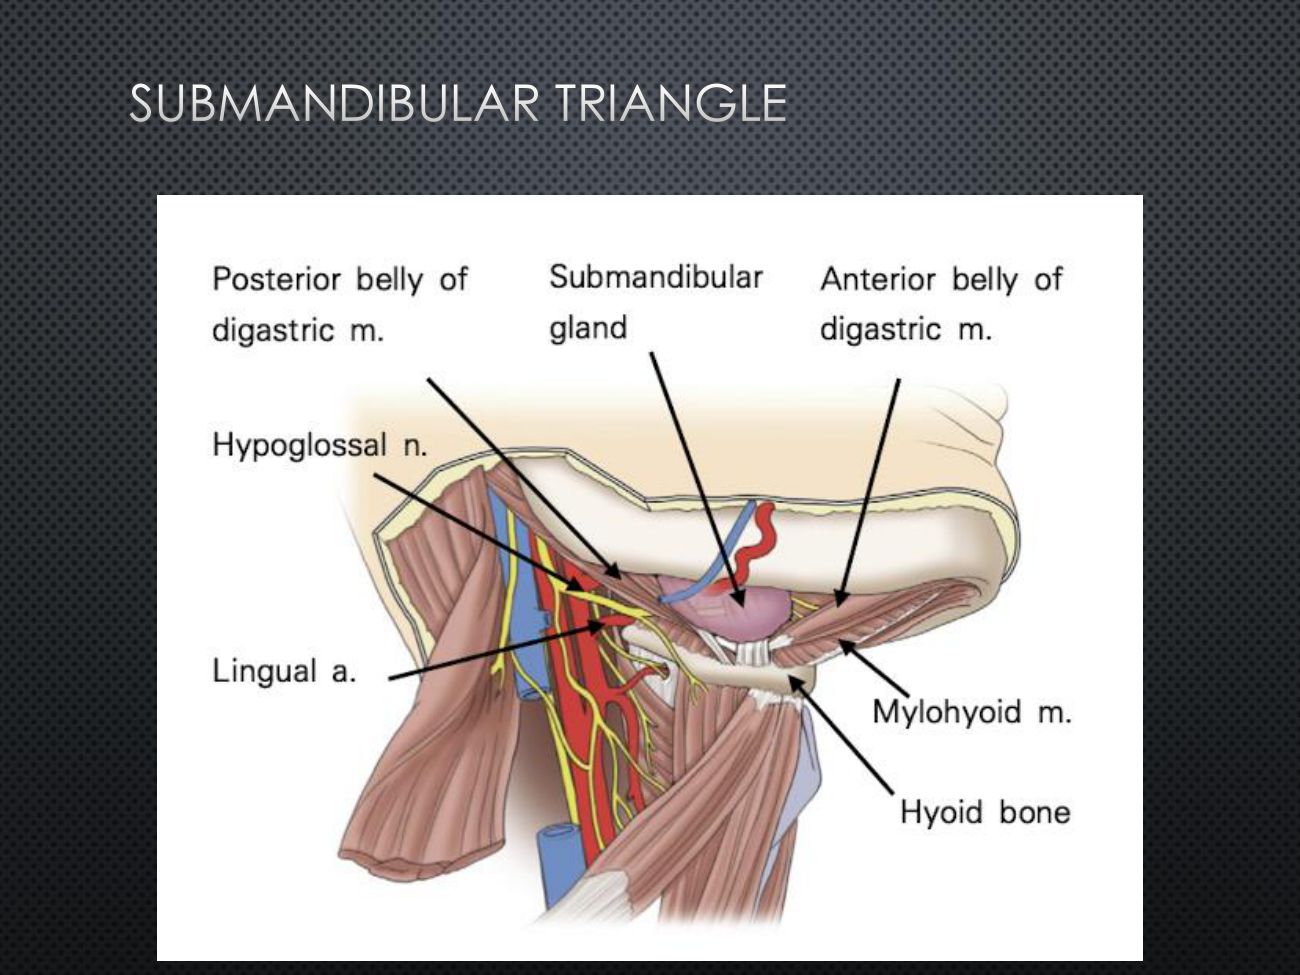 SUBMANDIBULAR TRIANGLE
Posterior belly of
digastric m.
Submandibular
gland
Anterior belly of
digastric m.
Hypoglossal n.
Lingual a.
Mylohyoid m.
Hyoid bone